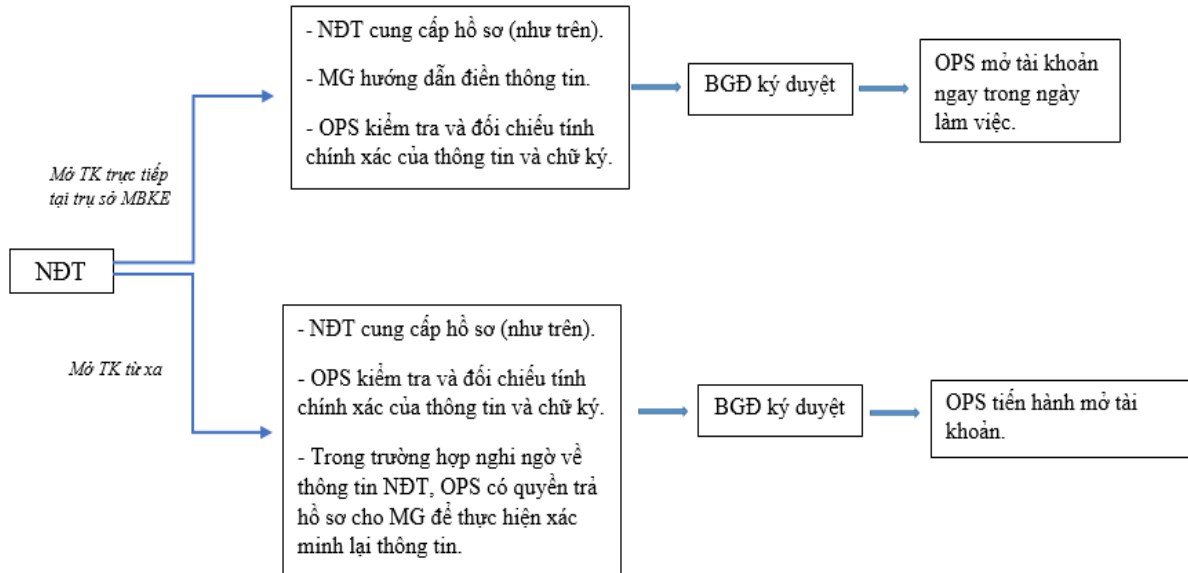 - NĐT cung cấp hồ sơ (như trên).
- MG hướng dẫn điền thông tin.
- OPS kiểm tra và đối chiếu tính
chính xác của thông tin và chữ ký.
BGĐ ký duyệt
OPS mở tài khoản
ngay trong ngày
làm việc.
Mở TK trực tiếp
tại trụ sở MBKE
NĐT
Mở TK từ xa
- NĐT cung cấp hồ sơ (như trên).
- OPS kiểm tra và đối chiếu tính
chính xác của thông tin và chữ ký.
- Trong trường hợp nghi ngờ về
thông tin NĐT, OPS có quyền trả
hồ sơ cho MG để thực hiện xác
minh lại thông tin.
BGĐ ký duyệt
OPS tiến hành mở tài
khoản.